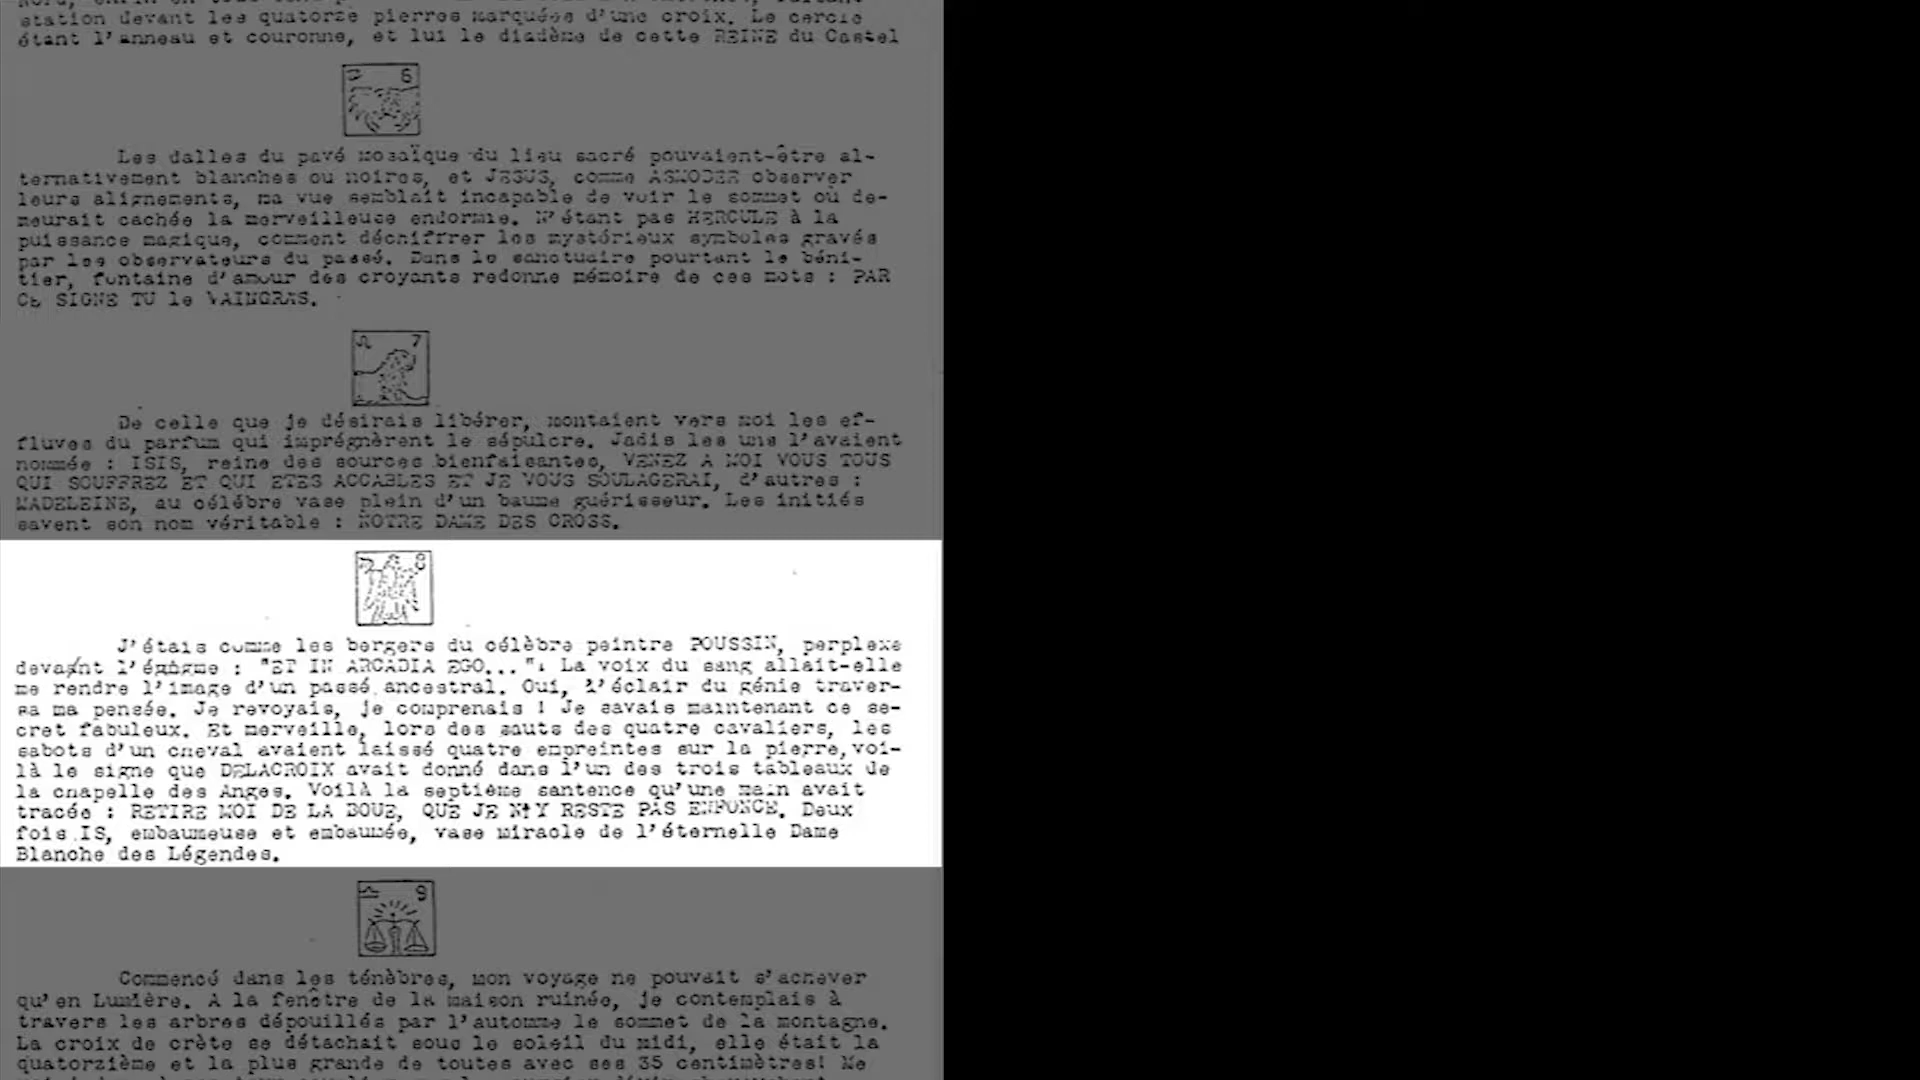 station devant les quatorze pierres marquées d'une croix. Le cercle
étant l'anneau et couronne, et lui le diadème de cette REINE du Castel
6
Les dalles du pavé mosaïque du lieu sacré pouvaient-être al-
ternativement blanches ou noires, et JESUS, comme ASMODEE observer
leurs alignements, ma vue semblait incapable de voir le sommet où de-
meurait cachée la merveilleuse endormie. N'étant pas HERCULE à la
puissance magique, comment déchiffrer les mystérieux symboles gravés
par les observateurs du passé. Dans le sanctuaire pourtant le béni-
tier, fontaine d'amour des croyants redonne mémoire de ces mots : PAR
CE SIGNE TU le VAINCRAS.
7
De celle que je désirais libérer, montaient vers moi les ef-
fluves du parfum qui imprégnèrent le sépulcre. Jadis les uns l'avaient
nommée : ISIS, reine des sources bienfaisantes, VENEZ A MOI VOUS TOUS
QUI SOUFFREZ ET QUI ETES ACCABLES ET JE VOUS SOULAGERAI, d'autres :
MADELEINE, au célèbre vase plein d'un baume guérisseur. Les initiés
savent son nom véritable : NOTRE DAME DES CROSS.
8
J'étais comme les bergers du célèbre peintre POUSSIN, perplexe
devant l'énigme : "ET IN ARCADIA EGO...". La voix du sang allait-elle
me rendre l'image d'un passé ancestral. Oui, l'éclair du génie traver-
sa ma pensée. Je revoyais, je comprenais ! Je savais maintenant ce se-
cret fabuleux. Et merveille, lors des sauts des quatre cavaliers, les
sabots d'un cheval avaient laissé quatre empreintes sur la pierre, voi-
là le signe que DELACROIX avait donné dans l'un des trois tableaux de
la chapelle des Anges. Voilà la septième santence qu'une main avait
tracée : RETIRE MOI DE LA BOUE, QUE JE N'Y RESTE PAS ENFONCE. Deux
fois IS, embaumeuse et embaumée, vase miracle de l'éternelle Dame
Blanche des Légendes.
9
Commencé dans les ténèbres, mon voyage ne pouvait s'achever
qu'en Lumière. A la fenêtre de la maison ruinée, je contemplais à
travers les arbres dépouillés par l'automne le sommet de la montagne.
La croix de crète se détachait sous le soleil du midi, elle était la
quatorzième et la plus grande de toutes avec ses 35 centimètres! Me